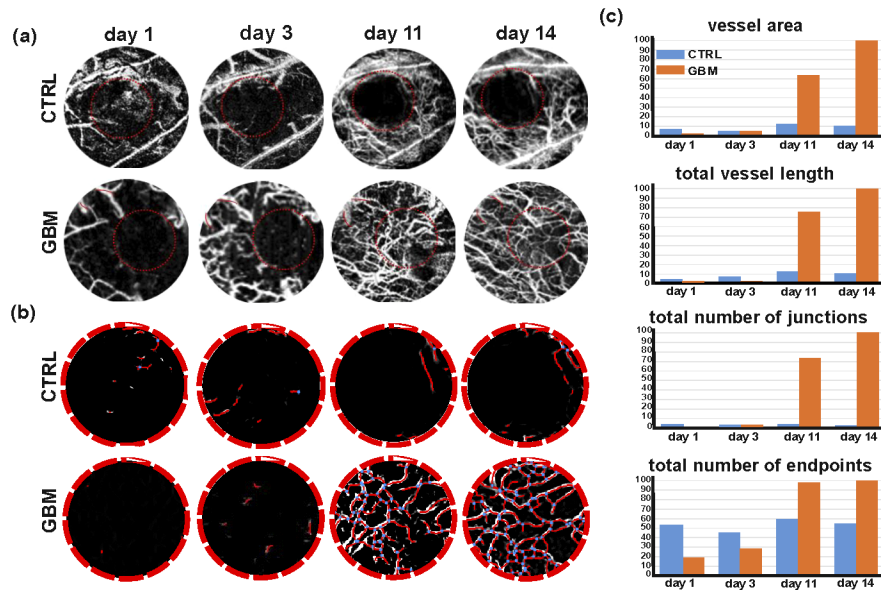 (a)
day 1 day 3 day 11 day 14
CTRL
GBM
(b)
CTRL
GBM
(c)
vessel area
100
90
80
70
60
50
40
30
20
10
0
CTRL
GBM
day 1 day 3 day 11 day 14
total vessel length
100
90
80
70
60
50
40
30
20
10
0
day 1 day 3 day 11 day 14
total number of junctions
100
90
80
70
60
50
40
30
20
10
0
day 1 day 3 day 11 day 14
total number of endpoints
100
90
80
70
60
50
40
30
20
10
0
day 1 day 3 day 11 day 14